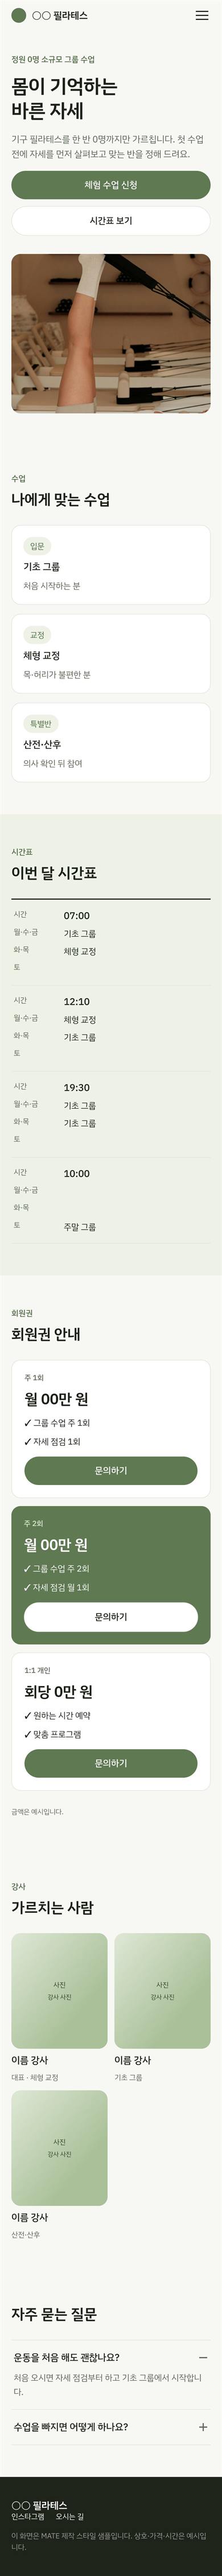 ○○ 필라테스
정원 0명 소규모 그룹 수업
몸이 기억하는
바른 자세
기구 필라테스를 한 반 0명까지만 가르칩니다. 첫 수업
전에 자세를 먼저 살펴보고 맞는 반을 정해 드려요.
체험 수업 신청
시간표 보기
수업
나에게 맞는 수업
입문
기초 그룹
처음 시작하는 분
교정
체형 교정
목·허리가 불편한 분
특별반
산전·산후
의사 확인 뒤 참여
시간표
이번 달 시간표
시간 07:00
월·수·금 기초 그룹
화·목 체형 교정
토
시간 12:10
월·수·금 체형 교정
화·목 기초 그룹
토
시간 19:30
월·수·금 기초 그룹
화·목 기초 그룹
토
시간 10:00
월·수·금
화·목
토 주말 그룹
회원권
회원권 안내
주 1회
월 00만 원
✓ 그룹 수업 주 1회
✓ 자세 점검 1회
문의하기
주 2회
월 00만 원
✓ 그룹 수업 주 2회
✓ 자세 점검 월 1회
문의하기
1:1 개인
회당 0만 원
✓ 원하는 시간 예약
✓ 맞춤 프로그램
문의하기
금액은 예시입니다.
강사
가르치는 사람
사진 사진
강사 사진 강사 사진
이름 강사 이름 강사
대표 · 체형 교정 기초 그룹
사진
강사 사진
이름 강사
산전·산후
자주 묻는 질문
운동을 처음 해도 괜찮나요?
처음 오시면 자세 점검부터 하고 기초 그룹에서 시작합니
다.
수업을 빠지면 어떻게 하나요?
○○ 필라테스
인스타그램 오시는 길
이 화면은 MATE 제작 스타일 샘플입니다. 상호·가격·시간은 예시입
니다.